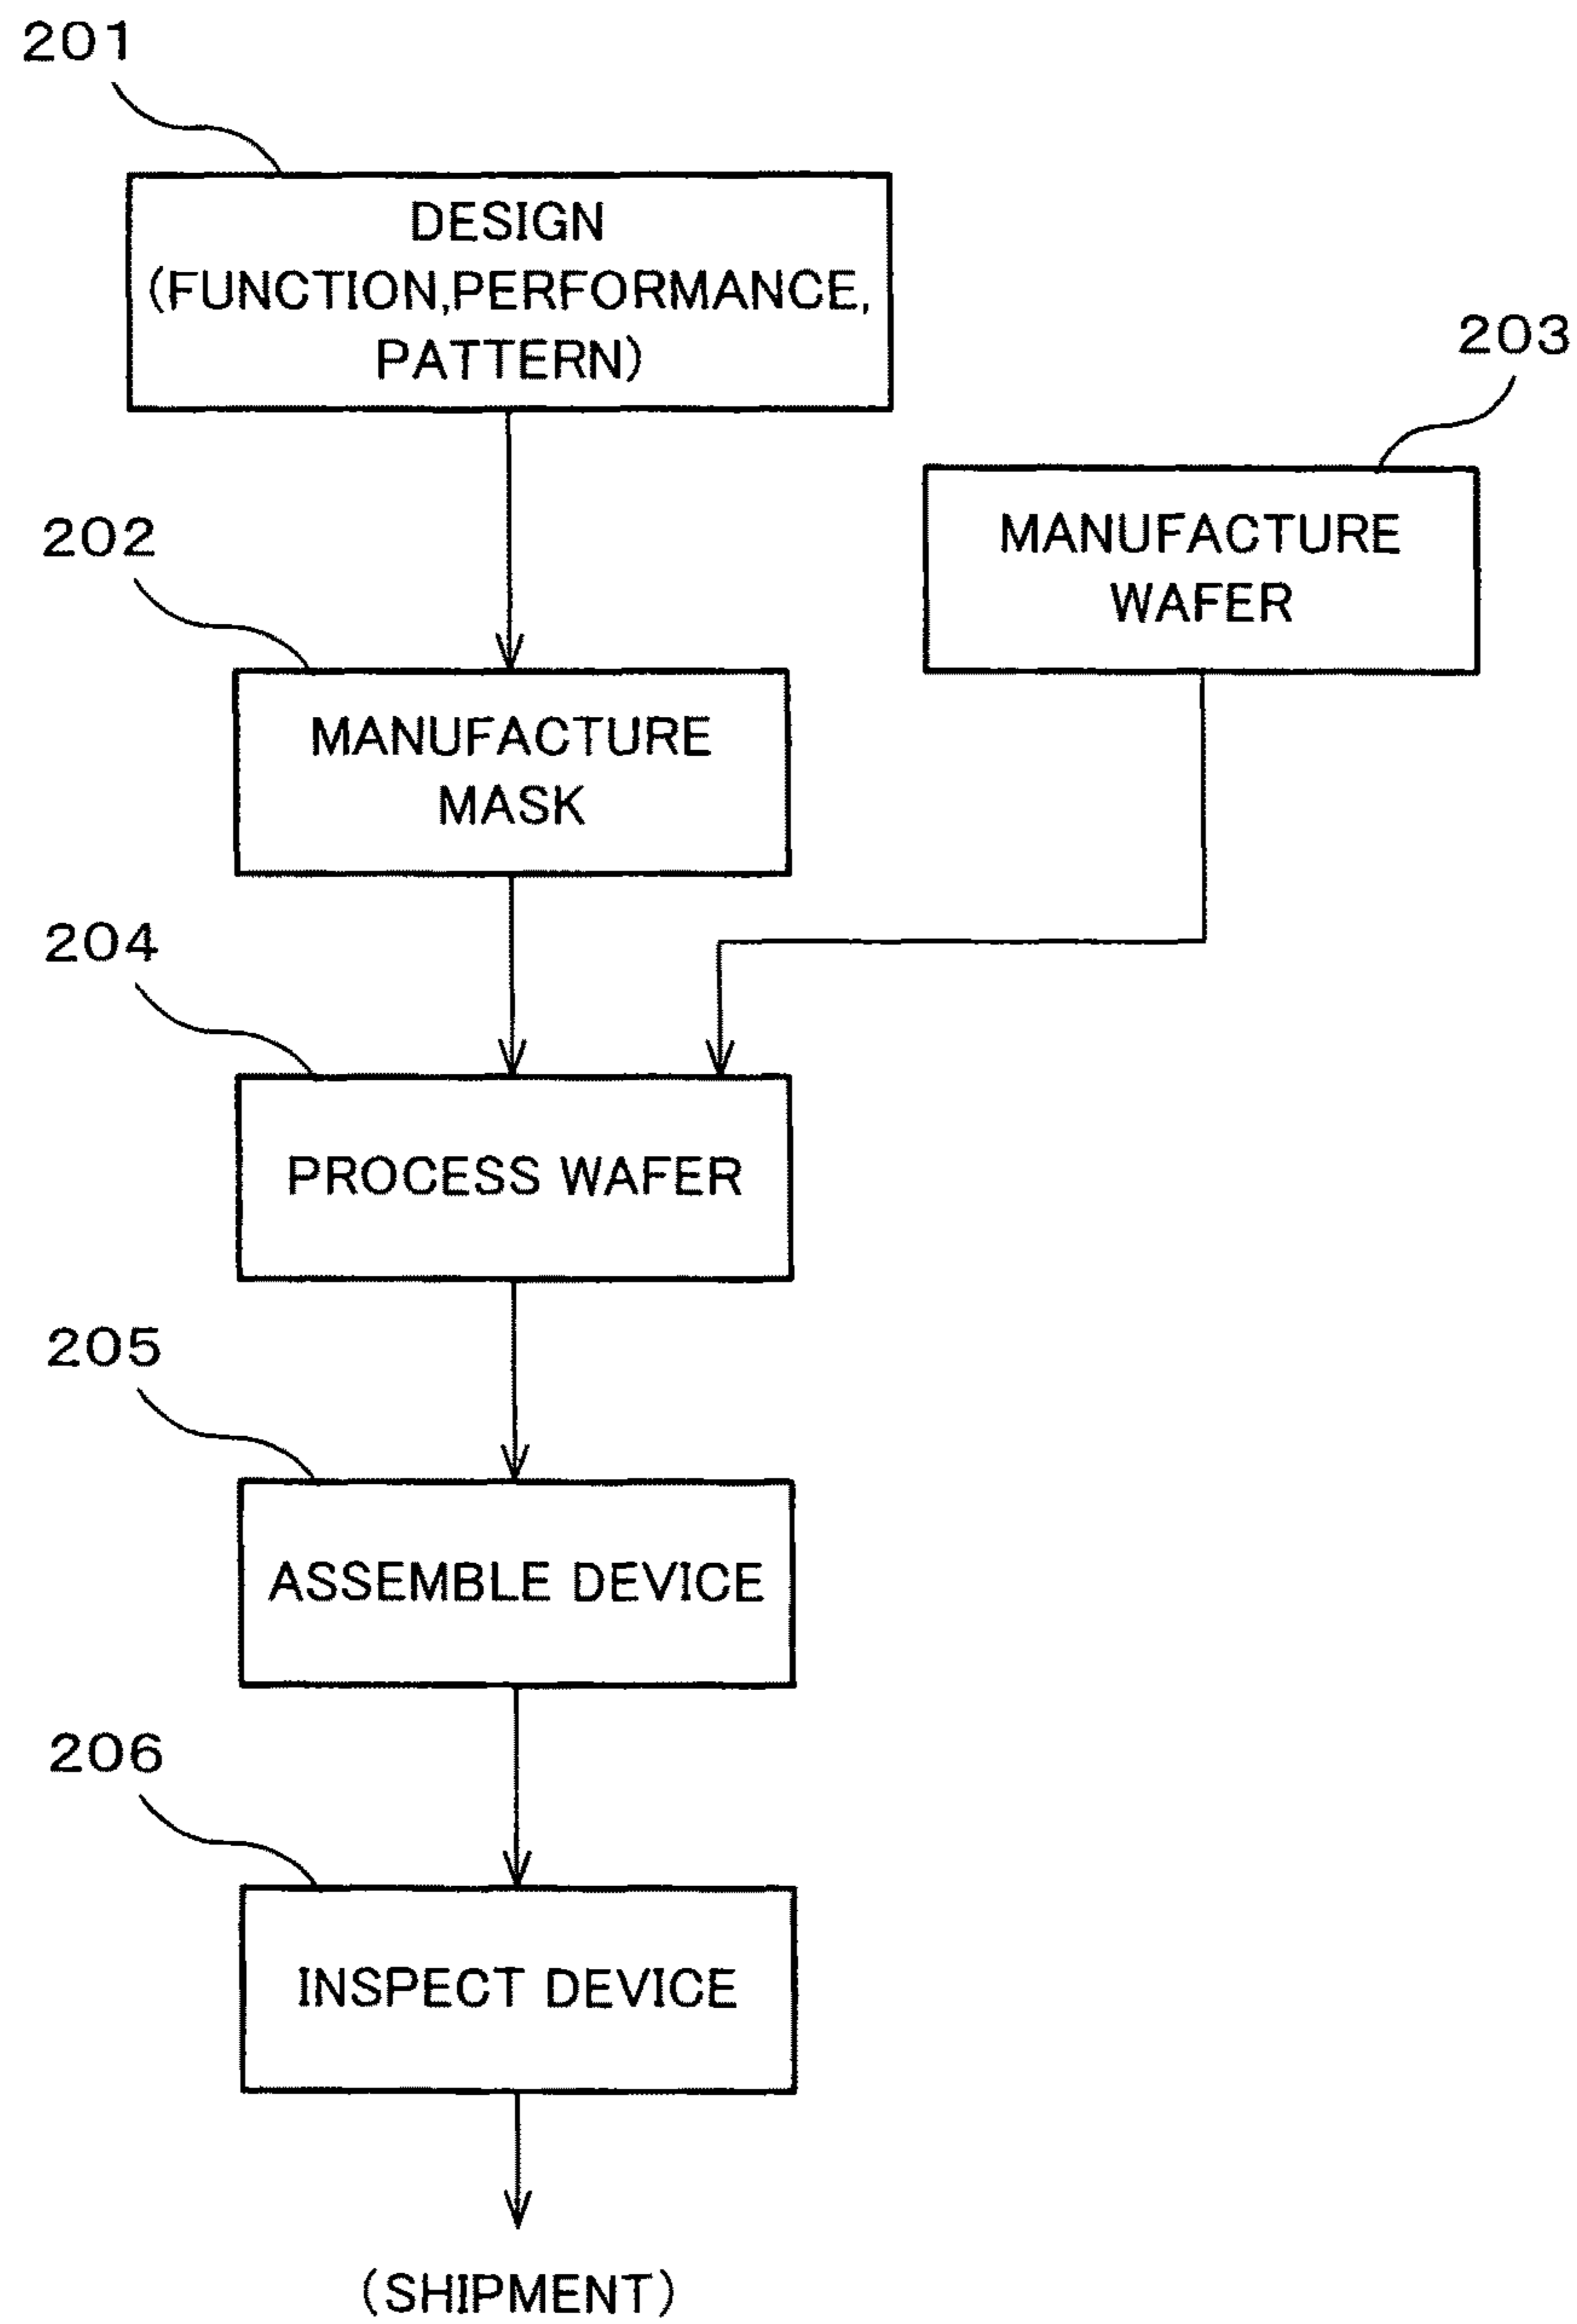 201
DESIGN
(FUNCTION,PERFORMANCE,
PATTERN)
203
MANUFACTURE
WAFER
202
MANUFACTURE
MASK
204
PROCESS WAFER
205
ASSEMBLE DEVICE
206
INSPECT DEVICE
(SHIPMENT)